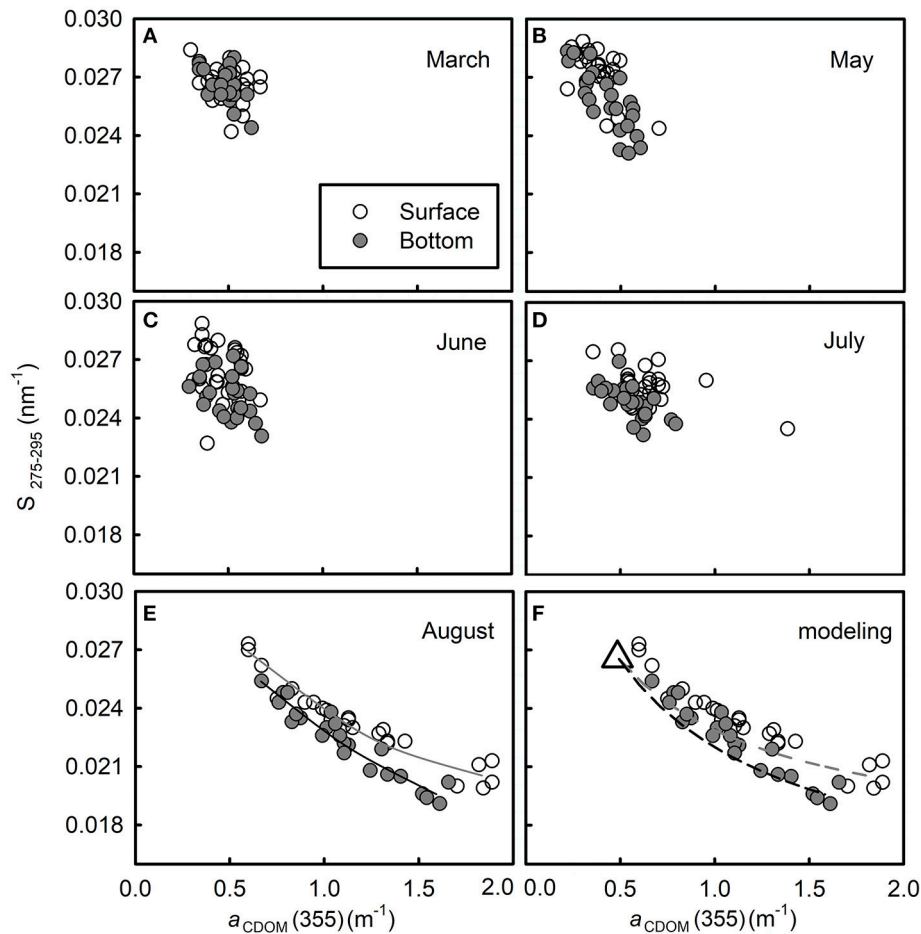 A
March
B
May
0.030
0.027
0.024
0.021
0.018
Surface
Bottom
C
June
D
July
0.030
0.027
0.024
0.021
0.018
S 275-295 (nm-1)
E
August
F
modeling
0.030
0.027
0.024
0.021
0.018
0.0 0.5 1.0 1.5 2.0
0.0 0.5 1.0 1.5 2.0
a CDOM (355) (m-1)
a CDOM (355) (m-1)